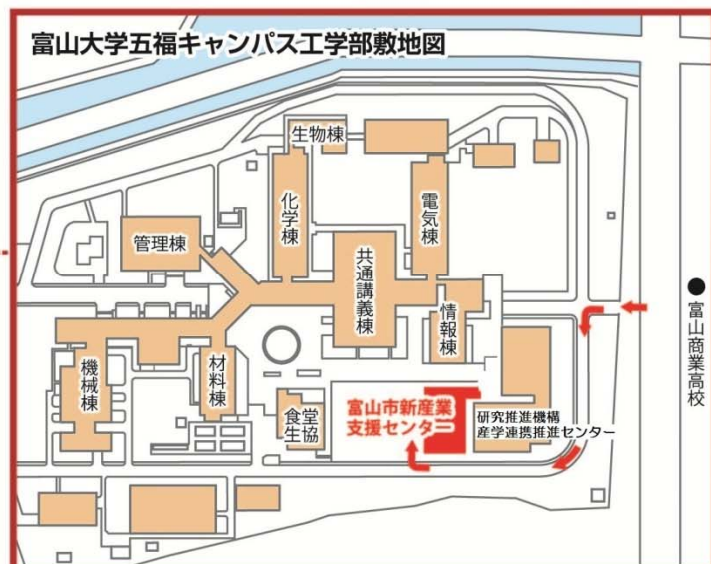 富山大学五福キャンパス工学部敷地図
生物棟
化学棟
電気棟
管理棟
共通講義棟
情報棟
機械棟
材料棟
食堂
生協
富山市新産業
支援センター
研究推進機構
産学連携推進センター
●富山商業高校